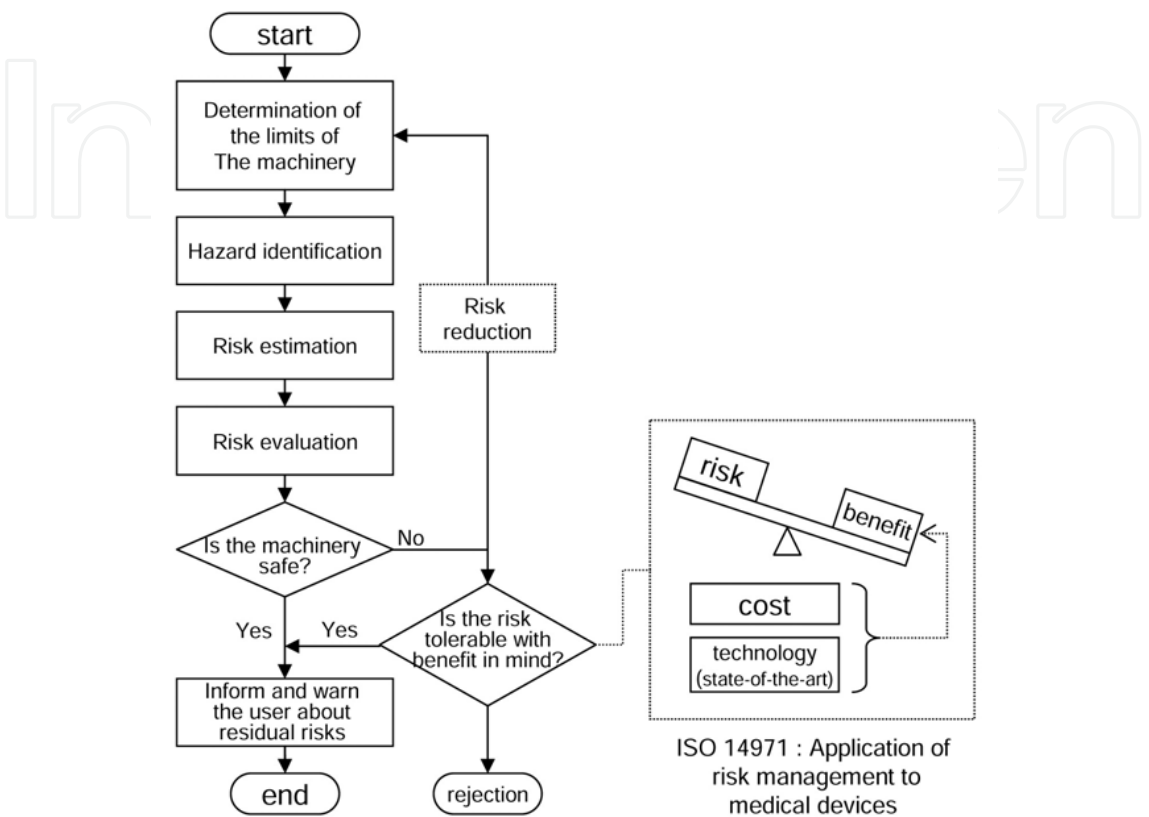 start
Determination of
the limits of
The machinery
Hazard identification
Risk estimation
Risk evaluation
Is the machinery
safe?
No
Yes
Risk
reduction
Is the risk
tolerable with
benefit in mind?
Yes
Inform and warn
the user about
residual risks
end
rejection
risk
benefit
cost
technology
(state-of-the-art)
ISO 14971 : Application of
risk management to
medical devices